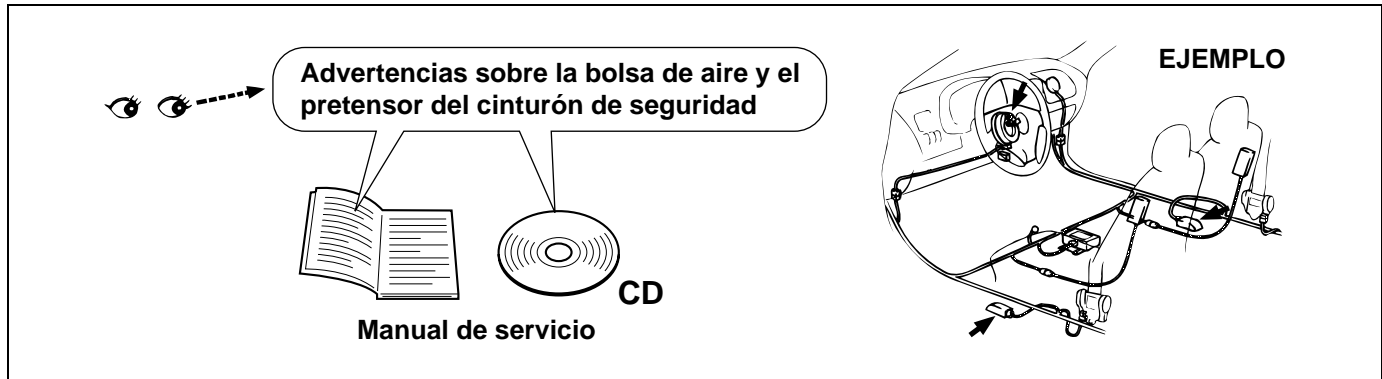 Advertencias sobre la bolsa de aire y el
pretensor del cinturón de seguridad
CD
Manual de servicio
EJEMPLO